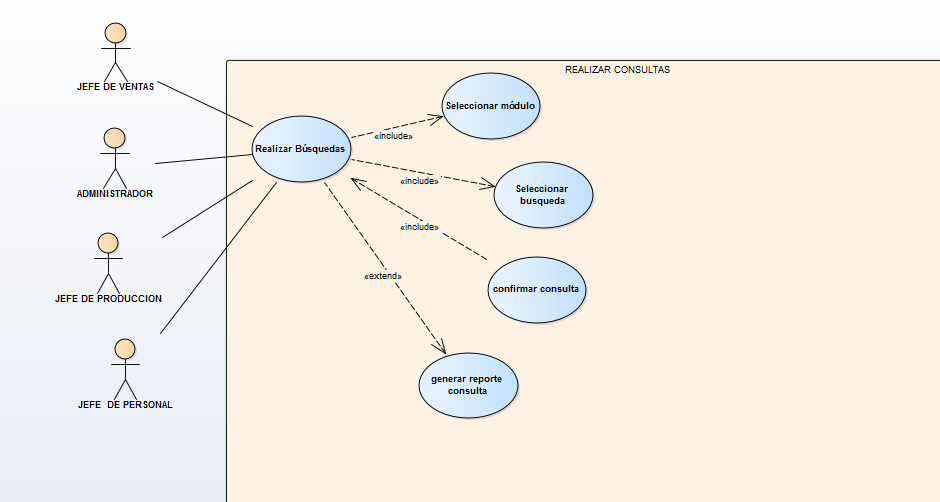 REALIZAR CONSULTAS
JEFE DE VENTAS
ADMINISTRADOR
JEFE DE PRODUCCION
JEFE DE PERSONAL
Realizar Búsquedas
Seleccionar módulo
«include»
Seleccionar
busqueda
«include»
confirmar consulta
«include»
«extend»
generar reporte
consulta